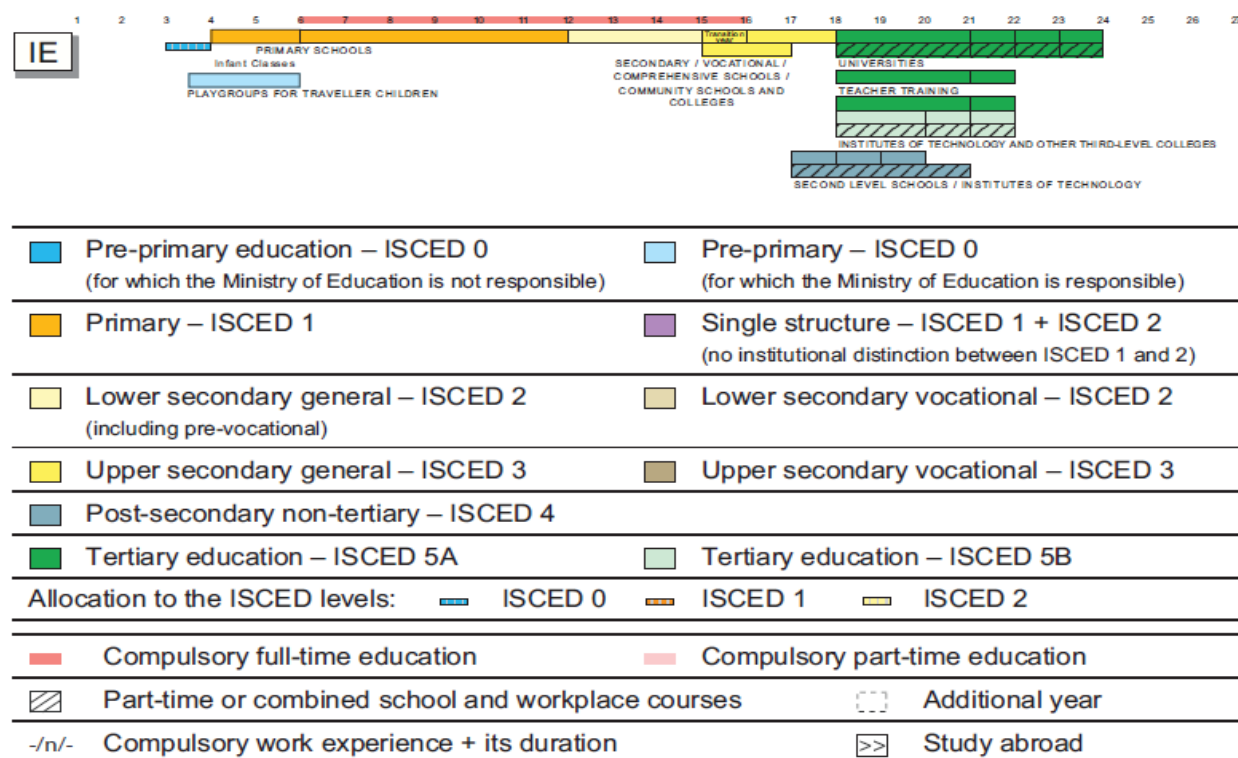 1 2 3 4 5 6 7 8 9 10 11 12 13 14 15 16 17 18 19 20 21 22 23 24 25 26 27
IE
Transition year
PRIMARY SCHOOLS
Infant Classes
PLAYGROUPS FOR TRAVELLER CHILDREN
SECONDARY / VOCATIONAL /
COMPREHENSIVE SCHOOLS /
COMMUNITY SCHOOLS AND
COLLEGES
UNIVERSITIES
TEACHER TRAINING
INSTITUTES OF TECHNOLOGY AND OTHER THIRD-LEVEL COLLEGES
SECOND LEVEL SCHOOLS / INSTITUTES OF TECHNOLOGY
Pre-primary education – ISCED 0
(for which the Ministry of Education is not responsible)
Pre-primary – ISCED 0
(for which the Ministry of Education is responsible)
Primary – ISCED 1
Single structure – ISCED 1 + ISCED 2
(no institutional distinction between ISCED 1 and 2)
Lower secondary general – ISCED 2
(including pre-vocational)
Lower secondary vocational – ISCED 2
Upper secondary general – ISCED 3
Upper secondary vocational – ISCED 3
Post-secondary non-tertiary – ISCED 4
Tertiary education – ISCED 5A
Tertiary education – ISCED 5B
Allocation to the ISCED levels: ISCED 0 ISCED 1 ISCED 2
Compulsory full-time education
Compulsory part-time education
Part-time or combined school and workplace courses
Additional year
-/n/- Compulsory work experience + its duration
>> Study abroad